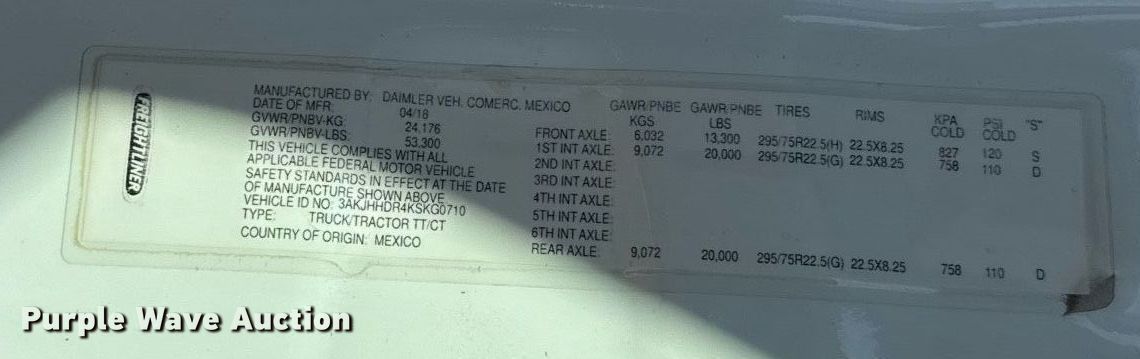 FREIGHTLINER
MANUFACTURED BY: DAIMLER VEH. COMERC. MEXICO
DATE OF MFR: 04/18
GVWR/PNBV-KG: 24,176
GVWR/PNBV-LBS: 53,300
THIS VEHICLE COMPLIES WITH ALL
APPLICABLE FEDERAL MOTOR VEHICLE
SAFETY STANDARDS IN EFFECT AT THE DATE
OF MANUFACTURE SHOWN ABOVE
VEHICLE ID NO: 3AKJHHDR4KSKG0710
TYPE: TRUCK/TRACTOR TT/CT
COUNTRY OF ORIGIN: MEXICO
GAWR/PNBE GAWR/PNBE TIRES RIMS KPA PSI "S"
KGS LBS COLD COLD
FRONT AXLE: 6,032 13,300 295/75R22.5(H) 22.5X8.25 827 120 S
1ST INT AXLE: 9,072 20,000 295/75R22.5(G) 22.5X8.25 758 110 D
2ND INT AXLE:
3RD INT AXLE:
4TH INT AXLE:
5TH INT AXLE:
6TH INT AXLE:
REAR AXLE: 9,072 20,000 295/75R22.5(G) 22.5X8.25 758 110 D
Purple Wave Auction